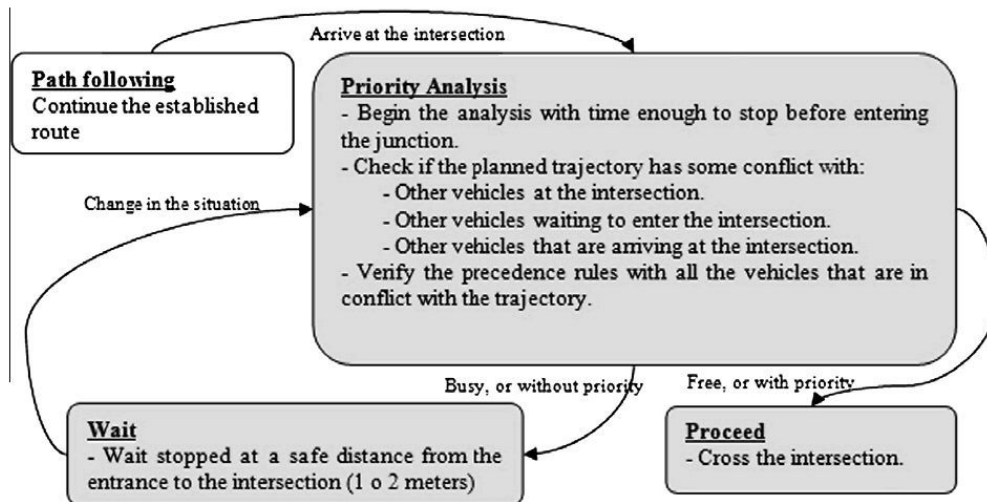 Arrive at the intersection
Path following
Continue the established
route
Priority Analysis
- Begin the analysis with time enough to stop before entering
the junction.
- Check if the planned trajectory has some conflict with:
- Other vehicles at the intersection.
- Other vehicles waiting to enter the intersection.
- Other vehicles that are arriving at the intersection.
- Verify the precedence rules with all the vehicles that are in
conflict with the trajectory.
Change in the situation
Busy, or without priority
Free, or with priority
Wait
- Wait stopped at a safe distance from the
entrance to the intersection (1 o 2 meters)
Proceed
- Cross the intersection.